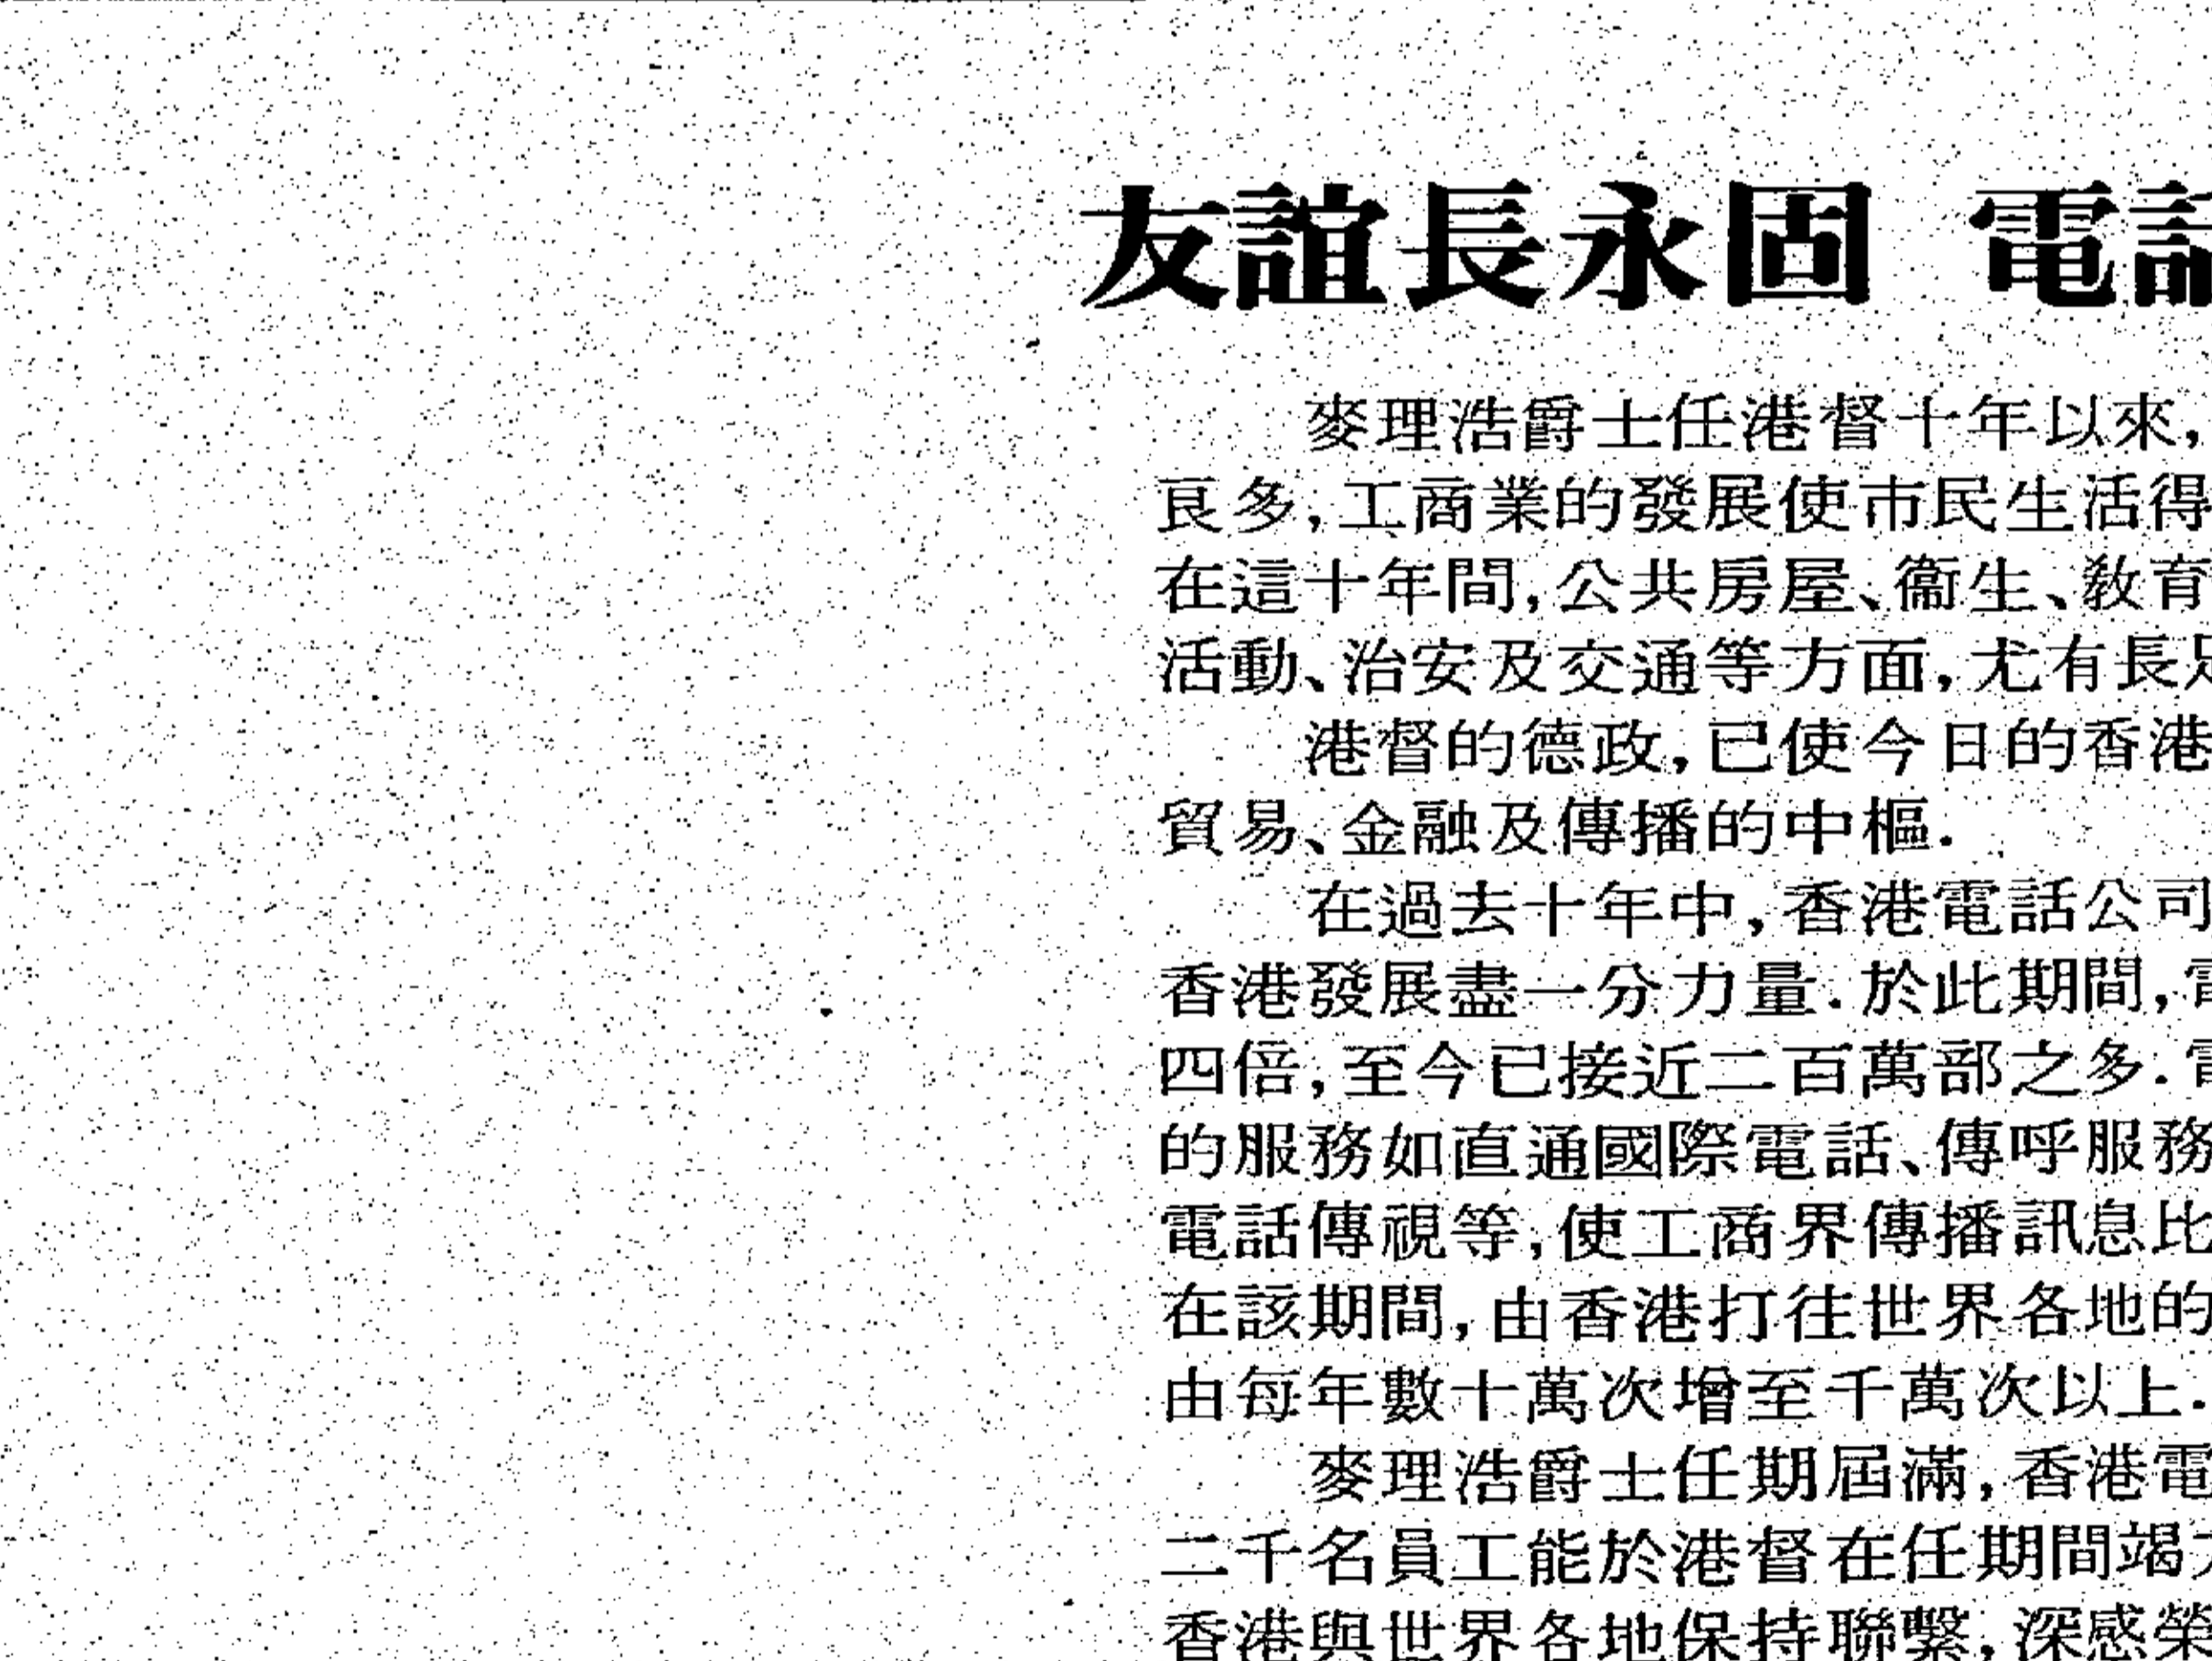 友誼長永固 電話
麥理浩爵士任港督十年以來,
良多,工商業的發展使市民生活得
在這十年間,公共房屋、衞生、教育
活動、治安及交通等方面,尤有長足
港督的德政,已使今日的香港
貿易、金融及傳播的中樞.
在過去十年中,香港電話公司
香港發展盡一分力量.於此期間,電
四倍,至今已接近二百萬部之多.電
的服務如直通國際電話、傳呼服務
電話傳視等,使工商界傳播訊息比
在該期間,由香港打往世界各地的
由每年數十萬次增至千萬次以上.
麥理浩爵士任期屆滿,香港電
二千名員工能於港督在任期間竭
香港與世界各地保持聯繫,深感榮